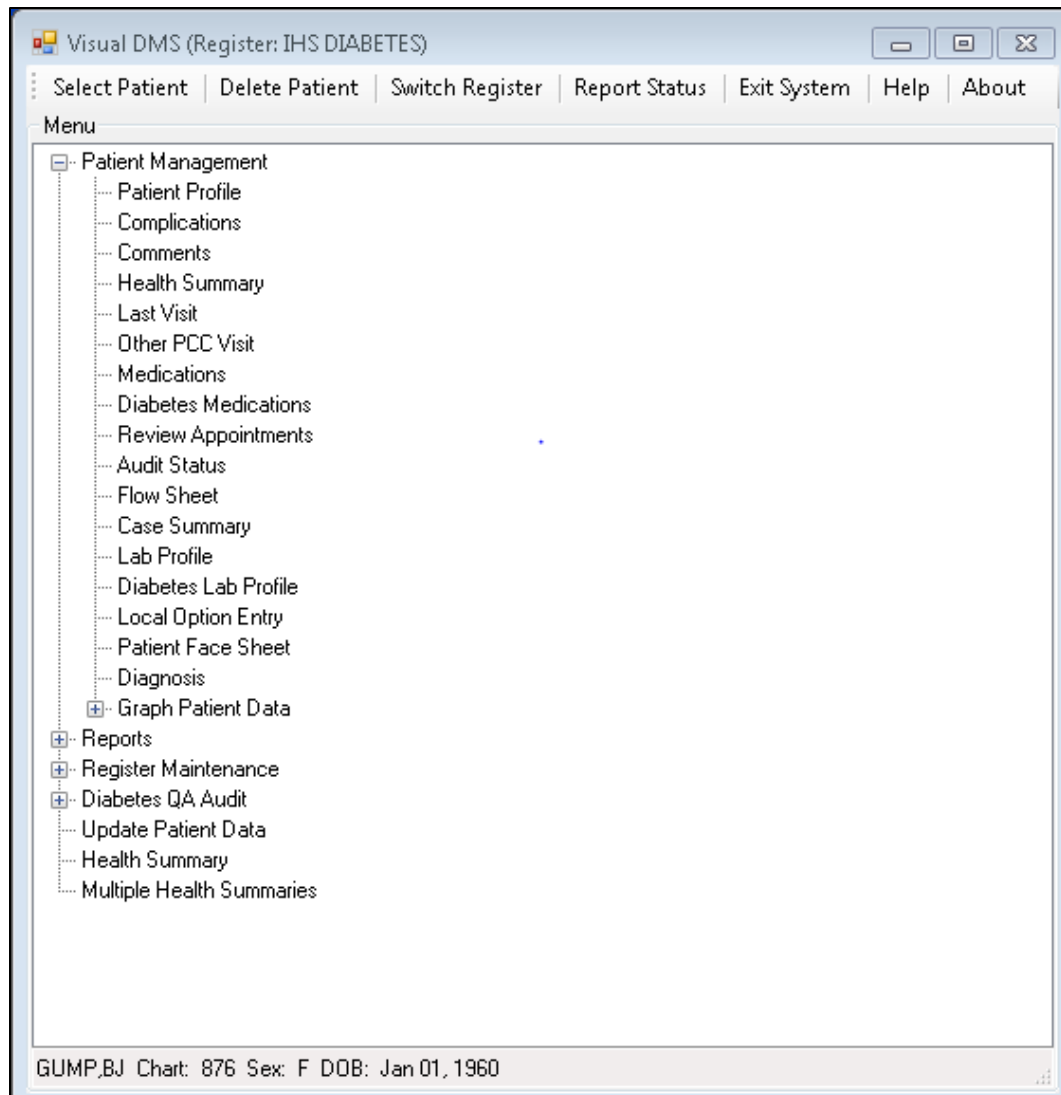 Visual DMS (Register: IHS DIABETES)
Select Patient Delete Patient Switch Register Report Status Exit System Help About
Menu
Patient Management
Patient Profile
Complications
Comments
Health Summary
Last Visit
Other PCC Visit
Medications
Diabetes Medications
Review Appointments
Audit Status
Flow Sheet
Case Summary
Lab Profile
Diabetes Lab Profile
Local Option Entry
Patient Face Sheet
Diagnosis
Graph Patient Data
Reports
Register Maintenance
Diabetes QA Audit
Update Patient Data
Health Summary
Multiple Health Summaries
GUMP,BJ Chart: 876 Sex: F DOB: Jan 01, 1960